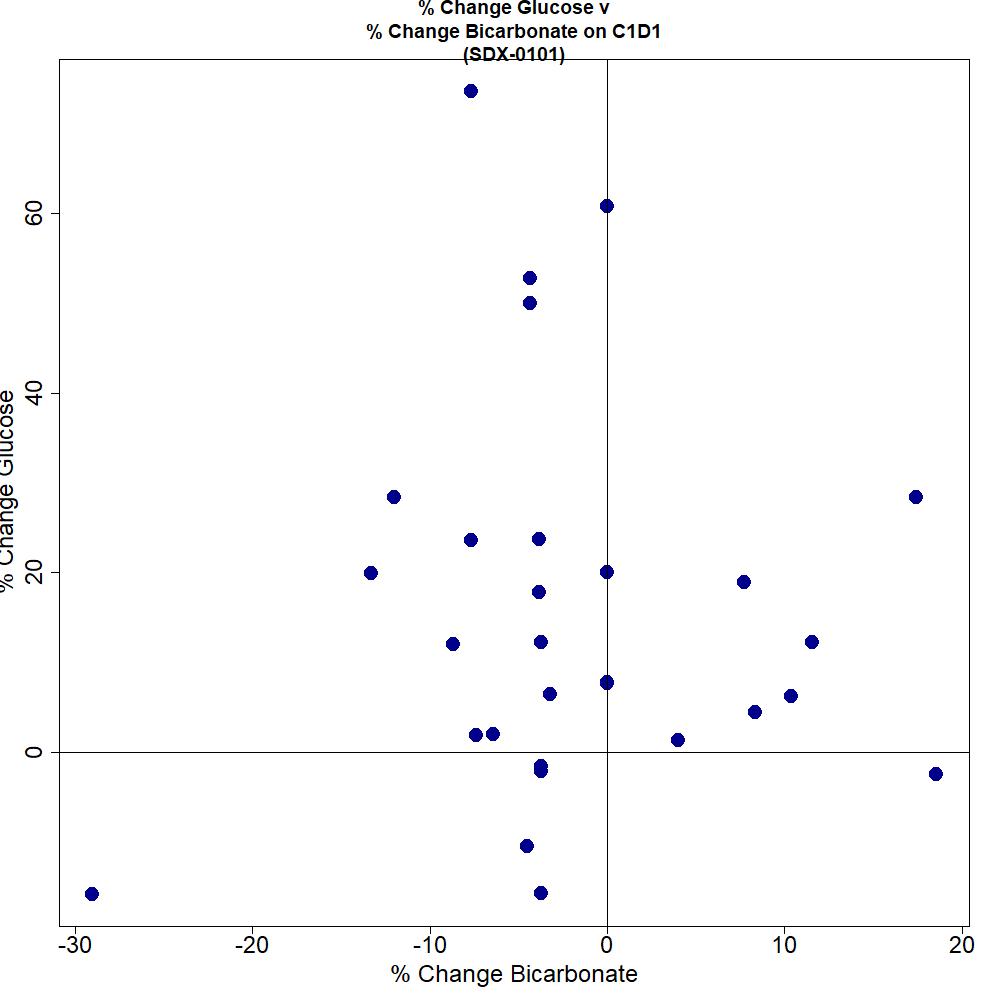 % Change Glucose v
% Change Bicarbonate on C1D1
(SDX-0101)
% Change Glucose
60
40
20
0
-30
-20
-10
0
10
20
% Change Bicarbonate